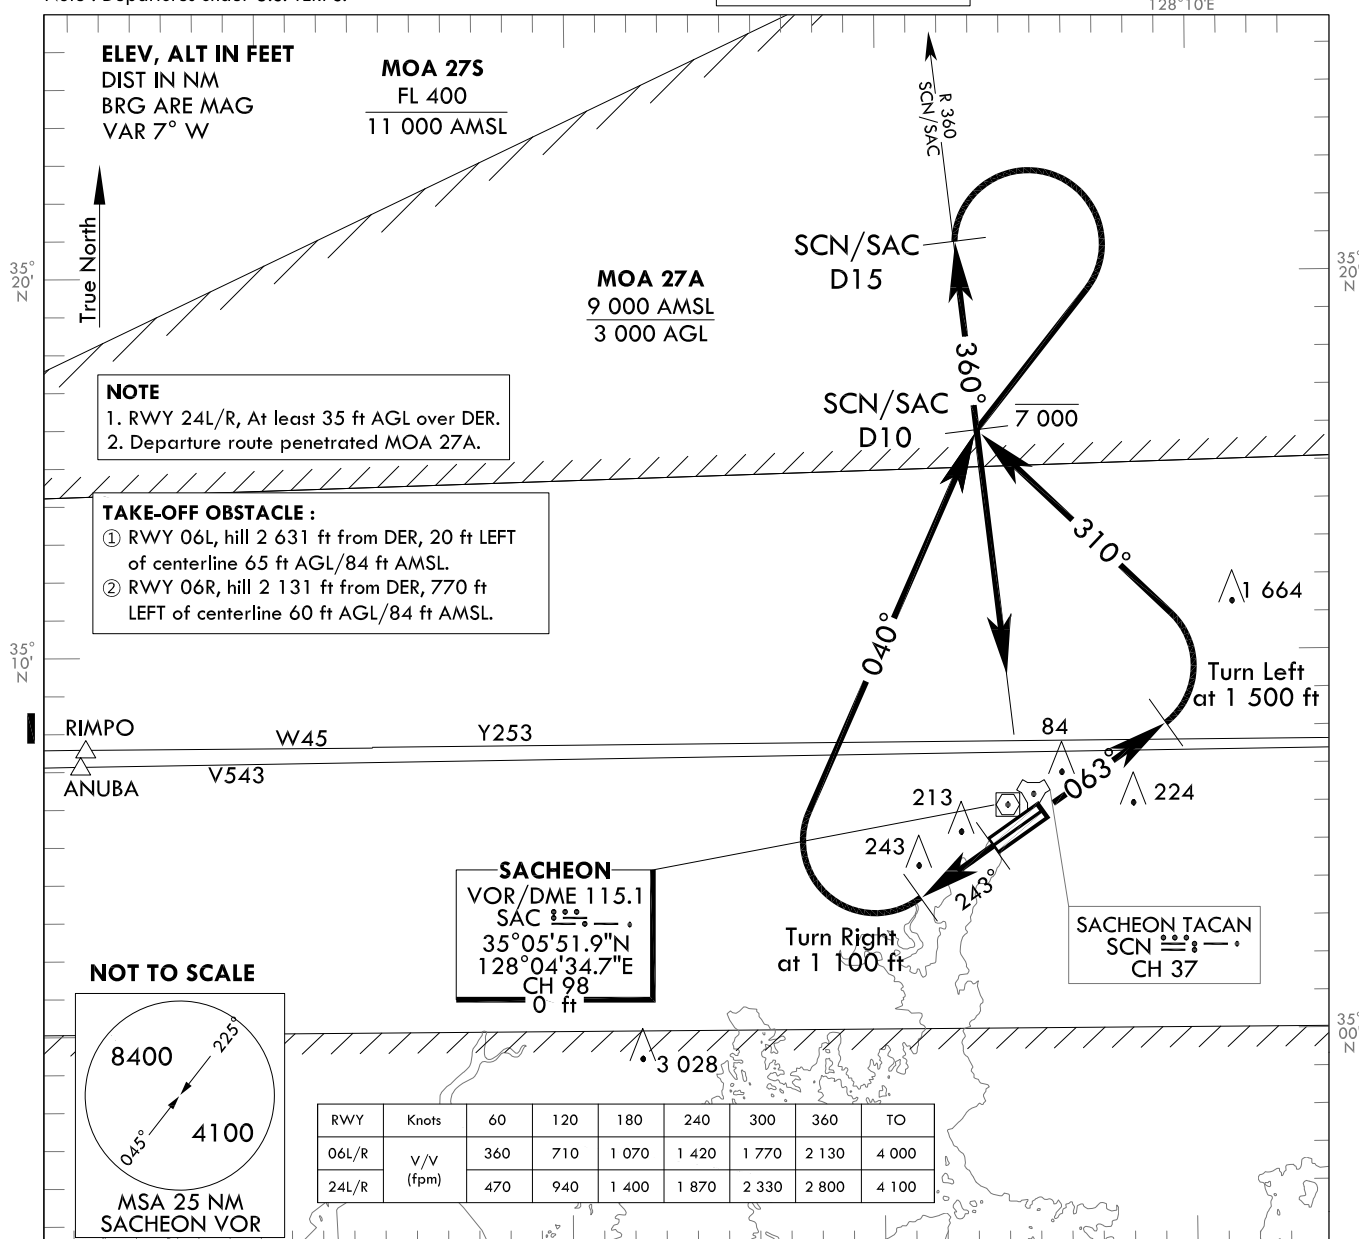 128°10'E
ELEV, ALT IN FEET
DIST IN NM
BRG ARE MAG
VAR 7° W
True North
MOA 27S
FL 400
11 000 AMSL
R 360
SCN/SAC
SCN/SAC
D15
35°
20'
N
35°
20'
N
MOA 27A
9 000 AMSL
3 000 AGL
360°
SCN/SAC
D10
7 000
NOTE
1. RWY 24L/R, At least 35 ft AGL over DER.
2. Departure route penetrated MOA 27A.
TAKE-OFF OBSTACLE :
① RWY 06L, hill 2 631 ft from DER, 20 ft LEFT
of centerline 65 ft AGL/84 ft AMSL.
② RWY 06R, hill 2 131 ft from DER, 770 ft
LEFT of centerline 60 ft AGL/84 ft AMSL.
310°
1 664
040°
35°
10'
N
Turn Left
at 1 500 ft
RIMPO
W45
Y253
84
V543
ANUBA
063°
224
213
243
243°
SACHEON
VOR/DME 115.1
SAC
35°05'51.9"N
128°04'34.7"E
CH 98
0 ft
Turn Right
at 1 100 ft
SACHEON TACAN
SCN
CH 37
NOT TO SCALE
8400
225°
4100
045°
MSA 25 NM
SACHEON VOR
35°
00'
N
3 028
RWY Knots 60 120 180 240 300 360 TO
06L/R V/V (fpm) 360 710 1 070 1 420 1 770 2 130 4 000
24L/R 470 940 1 400 1 870 2 330 2 800 4 100